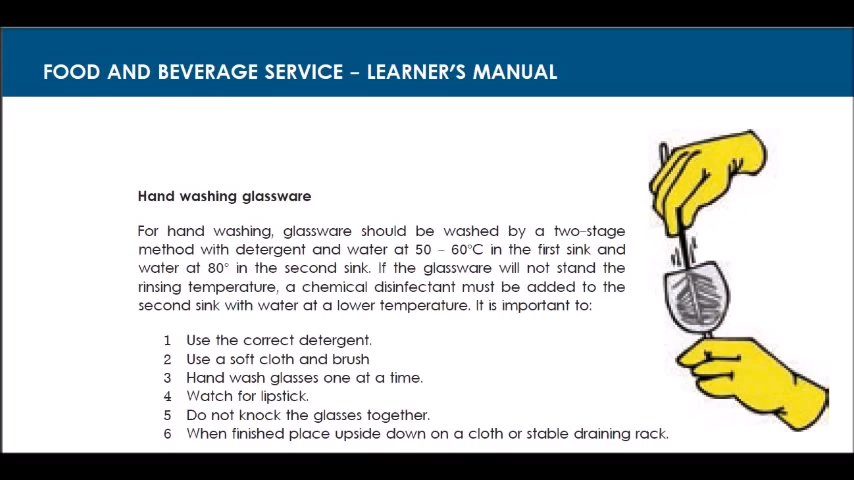 FOOD AND BEVERAGE SERVICE – LEARNER'S MANUAL
Hand washing glassware
For hand washing, glassware should be washed by a two-stage
method with detergent and water at 50 – 60°C in the first sink and
water at 80° in the second sink. If the glassware will not stand the
rinsing temperature, a chemical disinfectant must be added to the
second sink with water at a lower temperature. It is important to:
1 Use the correct detergent.
2 Use a soft cloth and brush
3 Hand wash glasses one at a time.
4 Watch for lipstick.
5 Do not knock the glasses together.
6 When finished place upside down on a cloth or stable draining rack.